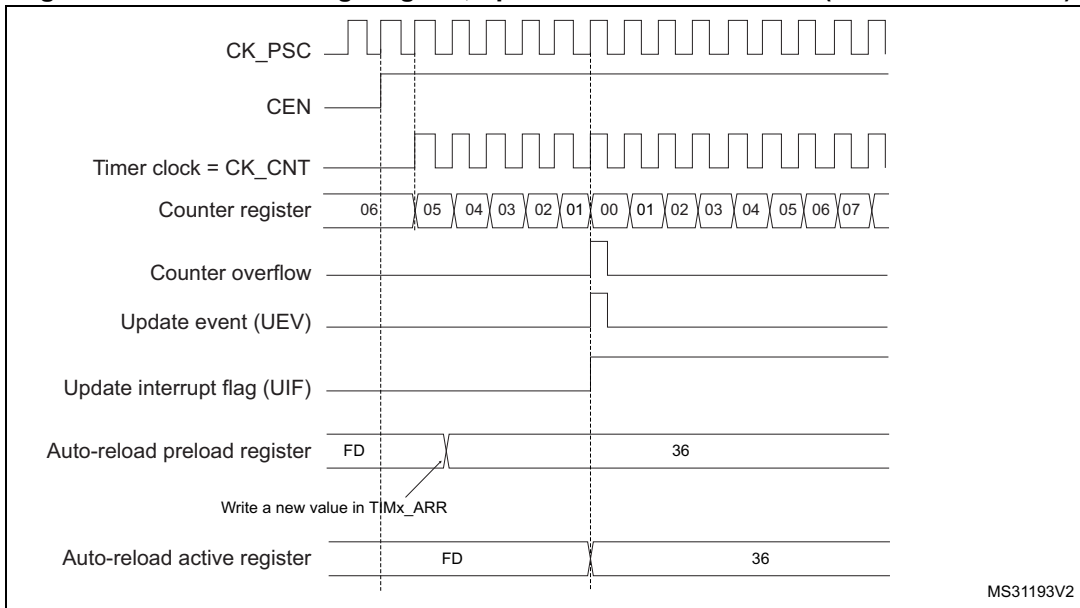 CK_PSC
CEN
Timer clock = CK_CNT
Counter register 06 05 04 03 02 01 00 01 02 03 04 05 06 07
Counter overflow
Update event (UEV)
Update interrupt flag (UIF)
Auto-reload preload register FD 36
Write a new value in TIMx_ARR
Auto-reload active register FD 36
MS31193V2